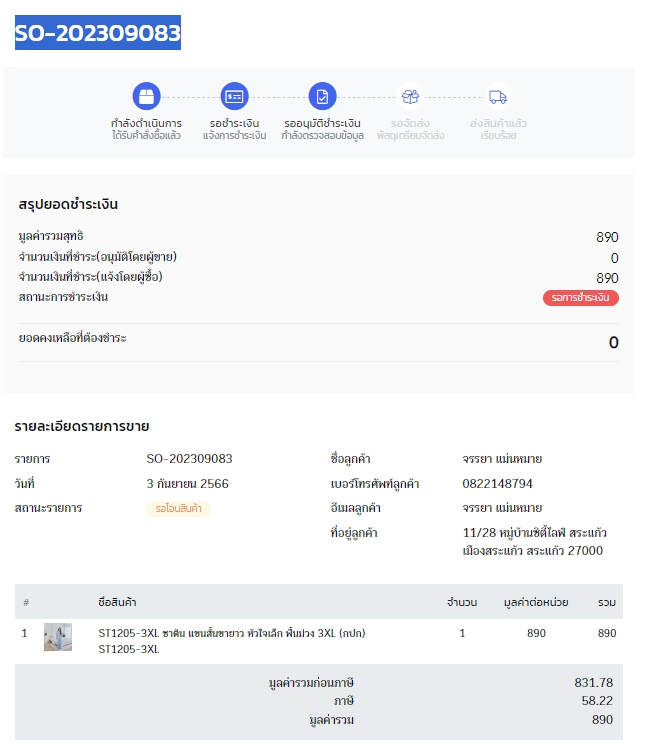 SO-202309083
กำลังดำเนินการ
ได้รับคำสั่งซื้อแล้ว
รอชำระเงิน
แจ้งการชำระเงิน
รออนุมัติชำระเงิน
กำลังตรวจสอบข้อมูล
รอจัดส่ง
พัสดุเตรียมจัดส่ง
ส่งสินค้าแล้ว
เรียบร้อย
สรุปยอดชำระเงิน
มูลค่ารวมสุทธิ 890
จำนวนเงินที่ชำระ(อนุมัติโดยผู้ขาย) 0
จำนวนเงินที่ชำระ(แจ้งโดยผู้ซื้อ) 890
สถานะการชำระเงิน รอการชำระเงิน
ยอดคงเหลือที่ต้องชำระ 0
รายละเอียดรายการขาย
รายการ SO-202309083
วันที่ 3 กันยายน 2566
สถานะรายการ รอโอนสินค้า
ชื่อลูกค้า จรรยา แม่นหมาย
เบอร์โทรศัพท์ลูกค้า 0822148794
อีเมลลูกค้า จรรยา แม่นหมาย
ที่อยู่ลูกค้า 11/28 หมู่บ้านซิตี้ไลฟ์ สระแก้ว
เมืองสระแก้ว สระแก้ว 27000
# ชื่อสินค้า จำนวน มูลค่าต่อหน่วย รวม
1 ST1205-3XL ซาติน แขนสั้นขายาว หัวใจเล็ก พื้นม่วง 3XL (กปก) 1 890 890
ST1205-3XL
มูลค่ารวมก่อนภาษี 831.78
ภาษี 58.22
มูลค่ารวม 890